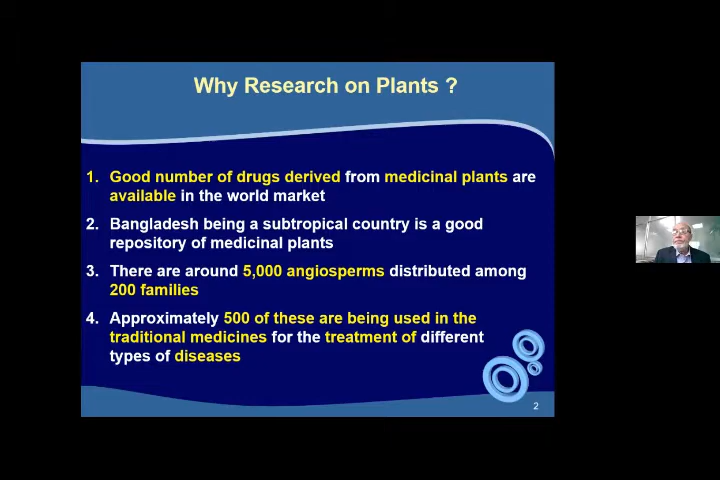 Why Research on Plants ?
1. Good number of drugs derived from medicinal plants are
available in the world market
2. Bangladesh being a subtropical country is a good
repository of medicinal plants
3. There are around 5,000 angiosperms distributed among
200 families
4. Approximately 500 of these are being used in the
traditional medicines for the treatment of different
types of diseases
2